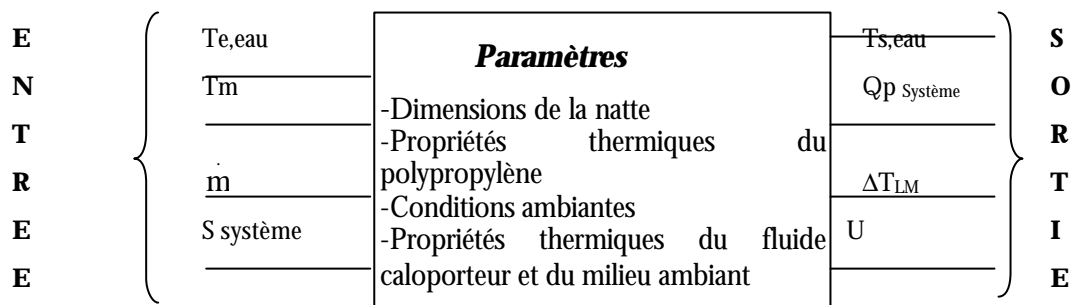 E
N
T
R
E
E
Te,eau
Tm
ṁ
S système
Paramètres
-Dimensions de la natte
-Propriétés thermiques du
polypropylène
-Conditions ambiantes
-Propriétés thermiques du fluide
caloporteur et du milieu ambiant
Ts,eau
Qp Système
ΔTLM
U
S
O
R
T
I
E